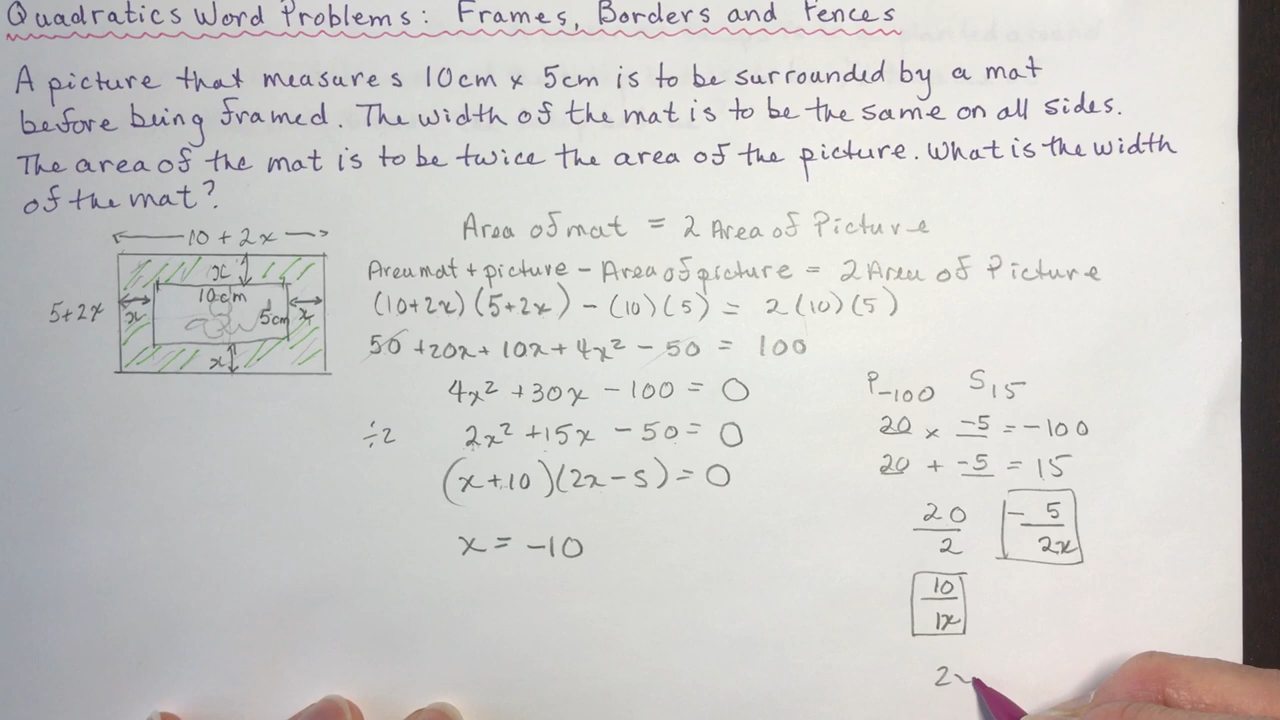 Quadratics Word Problems: Frames, Borders and Fences
A picture that measures 10cm x 5cm is to be surrounded by a mat
before being framed. The width of the mat is to be the same on all sides.
The area of the mat is to be twice the area of the picture. What is the width
of the mat?
10 + 2x
5+2x
x
10cm
5cm
x
x
x
Area of mat = 2 Area of Picture
Area mat + picture - Area of picture = 2 Area of Picture
(10+2x)(5+2x) - (10)(5) = 2(10)(5)
50 +20x + 10x + 4x² - 50 = 100
4x² + 30x - 100 = 0
÷2 2x² + 15x - 50 = 0
(x+10)(2x-5) = 0
x = -10
P-100 S15
20 x -5 = -100
20 + -5 = 15
20/2 -5/2x
10/1x
2